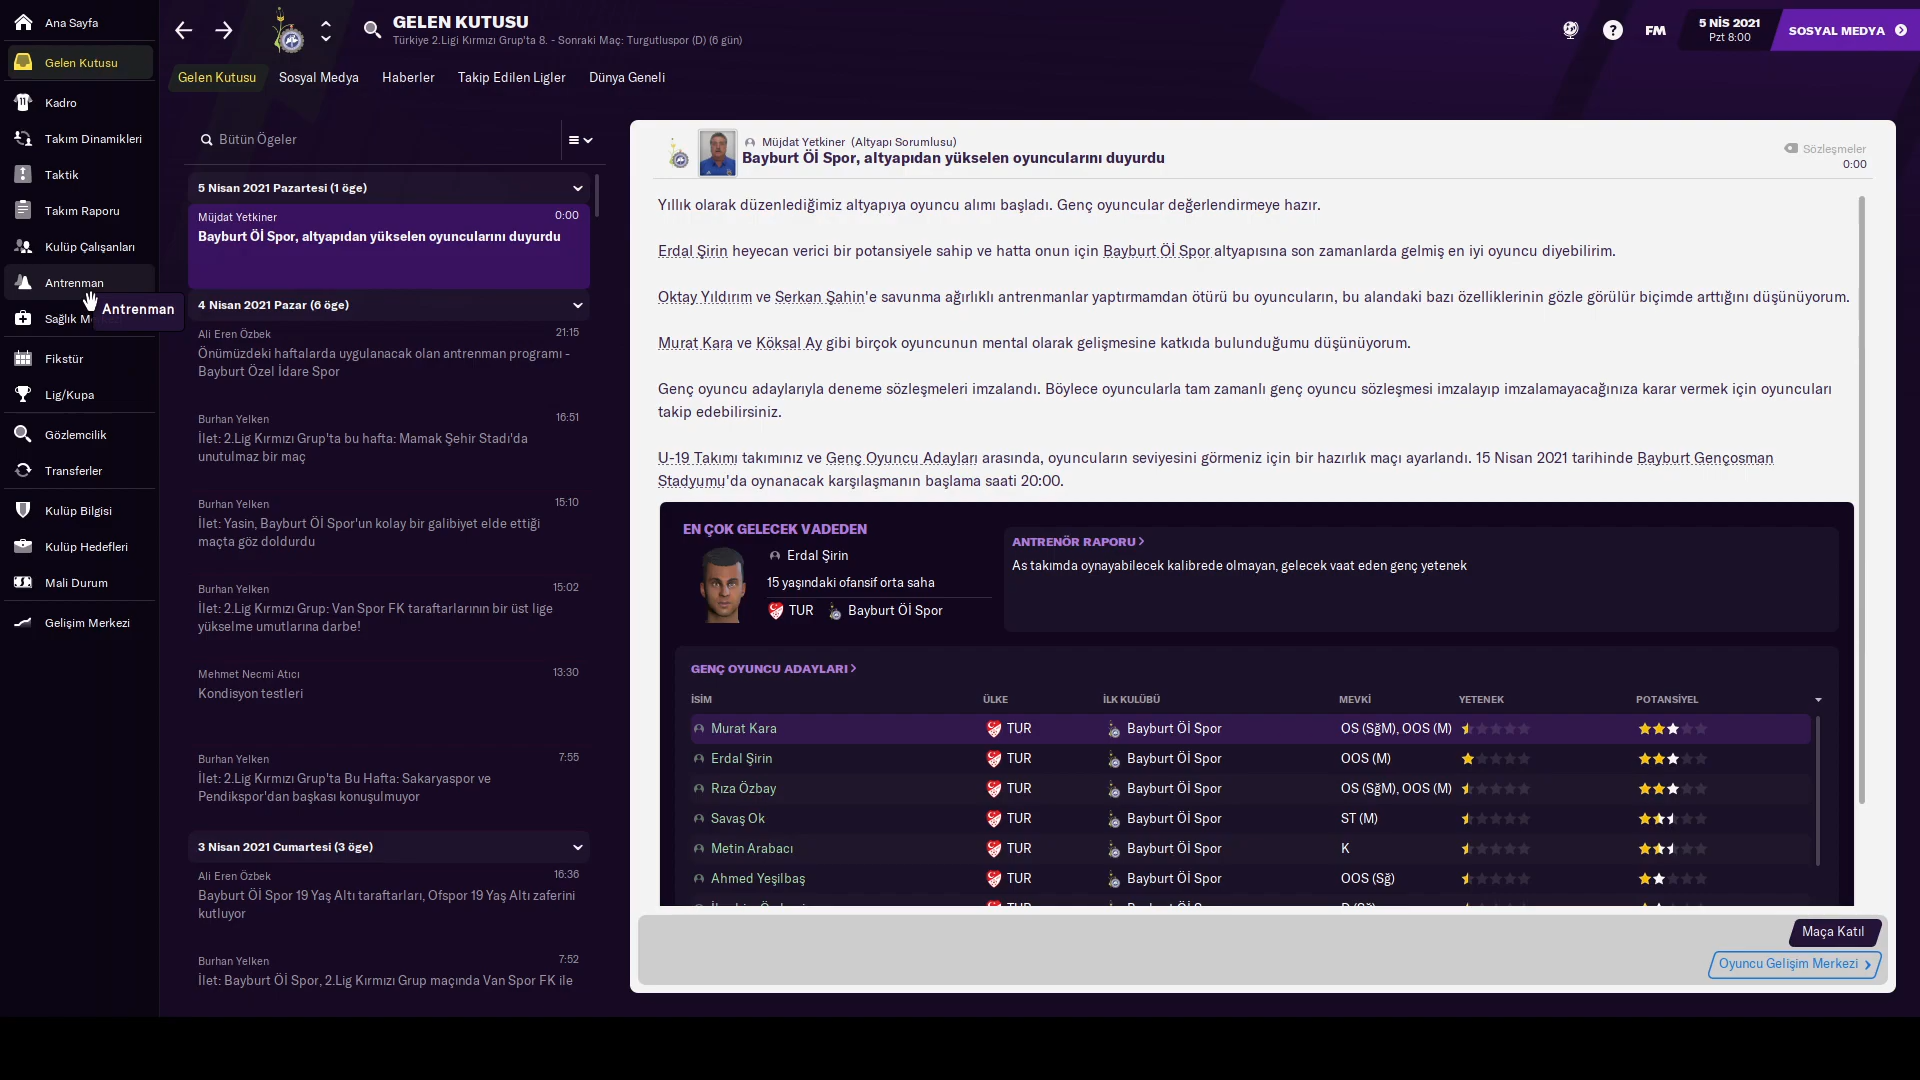 Ana Sayfa
Gelen Kutusu
Kadro
Takım Dinamikleri
Taktik
Takım Raporu
Kulüp Çalışanları
Antrenman
Antrenman
Sağlık
Fikstür
Lig/Kupa
Gözlemcilik
Transferler
Kulüp Bilgisi
Kulüp Hedefleri
Mali Durum
Gelişim Merkezi
GELEN KUTUSU
Türkiye 2.Ligi Kırmızı Grup'ta 8. - Sonraki Maç: Turgutluspor (D) (6 gün)
FM
5 NİS 2021
Pzt 8:00
SOSYAL MEDYA
Gelen Kutusu Sosyal Medya Haberler Takip Edilen Ligler Dünya Geneli
Bütün Ögeler
5 Nisan 2021 Pazartesi (1 öge)
Müjdat Yetkiner 0:00
Bayburt Öİ Spor, altyapıdan yükselen oyuncularını duyurdu
4 Nisan 2021 Pazar (6 öge)
Ali Eren Özbek 21:15
Önümüzdeki haftalarda uygulanacak olan antrenman programı -
Bayburt Özel İdare Spor
Burhan Yelken 16:51
İlet: 2.Lig Kırmızı Grup'ta bu hafta: Mamak Şehir Stadı'da
unutulmaz bir maç
Burhan Yelken 15:10
İlet: Yasin, Bayburt Öİ Spor'un kolay bir galibiyet elde ettiği
maçta göz doldurdu
Burhan Yelken 15:02
İlet: 2.Lig Kırmızı Grup: Van Spor FK taraftarlarının bir üst lige
yükselme umutlarına darbe!
Mehmet Necmi Atıcı 13:30
Kondisyon testleri
Burhan Yelken 7:55
İlet: 2.Lig Kırmızı Grup'ta Bu Hafta: Sakaryaspor ve
Pendikspor'dan başkası konuşulmuyor
3 Nisan 2021 Cumartesi (3 öge)
Ali Eren Özbek 16:36
Bayburt Öİ Spor 19 Yaş Altı taraftarları, Ofspor 19 Yaş Altı zaferini
kutluyor
Burhan Yelken 7:52
İlet: Bayburt Öİ Spor, 2.Lig Kırmızı Grup maçında Van Spor FK ile
Müjdat Yetkiner (Altyapı Sorumlusu)
Bayburt Öİ Spor, altyapıdan yükselen oyuncularını duyurdu
Sözleşmeler
0:00
Yıllık olarak düzenlediğimiz altyapıya oyuncu alımı başladı. Genç oyuncular değerlendirmeye hazır.
Erdal Şirin heyecan verici bir potansiyele sahip ve hatta onun için Bayburt Öİ Spor altyapısına son zamanlarda gelmiş en iyi oyuncu diyebilirim.
Oktay Yıldırım ve Serkan Şahin'e savunma ağırlıklı antrenmanlar yaptırmamdan ötürü bu oyuncuların, bu alandaki bazı özelliklerinin gözle görülür biçimde arttığını düşünüyorum.
Murat Kara ve Köksal Ay gibi birçok oyuncunun mental olarak gelişmesine katkıda bulunduğumu düşünüyorum.
Genç oyuncu adaylarıyla deneme sözleşmeleri imzalandı. Böylece oyuncularla tam zamanlı genç oyuncu sözleşmesi imzalayıp imzalamayacağınıza karar vermek için oyuncuları
takip edebilirsiniz.
U-19 Takımı takımınız ve Genç Oyuncu Adayları arasında, oyuncuların seviyesini görmeniz için bir hazırlık maçı ayarlandı. 15 Nisan 2021 tarihinde Bayburt Gençosman
Stadyumu'da oynanacak karşılaşmanın başlama saati 20:00.
EN ÇOK GELECEK VADEDEN
Erdal Şirin
15 yaşındaki ofansif orta saha
TUR Bayburt Öİ Spor
ANTRENÖR RAPORU
As takımda oynayabilecek kalibrede olmayan, gelecek vaat eden genç yetenek
GENÇ OYUNCU ADAYLARI
İSİM ÜLKE İLK KULÜBÜ MEVKİ YETENEK POTANSİYEL
Murat Kara TUR Bayburt Öİ Spor OS (SğM), OOS (M)
Erdal Şirin TUR Bayburt Öİ Spor OOS (M)
Rıza Özbay TUR Bayburt Öİ Spor OS (SğM), OOS (M)
Savaş Ok TUR Bayburt Öİ Spor ST (M)
Metin Arabacı TUR Bayburt Öİ Spor K
Ahmed Yeşilbaş TUR Bayburt Öİ Spor OOS (Sğ)
Maça Katıl
Oyuncu Gelişim Merkezi